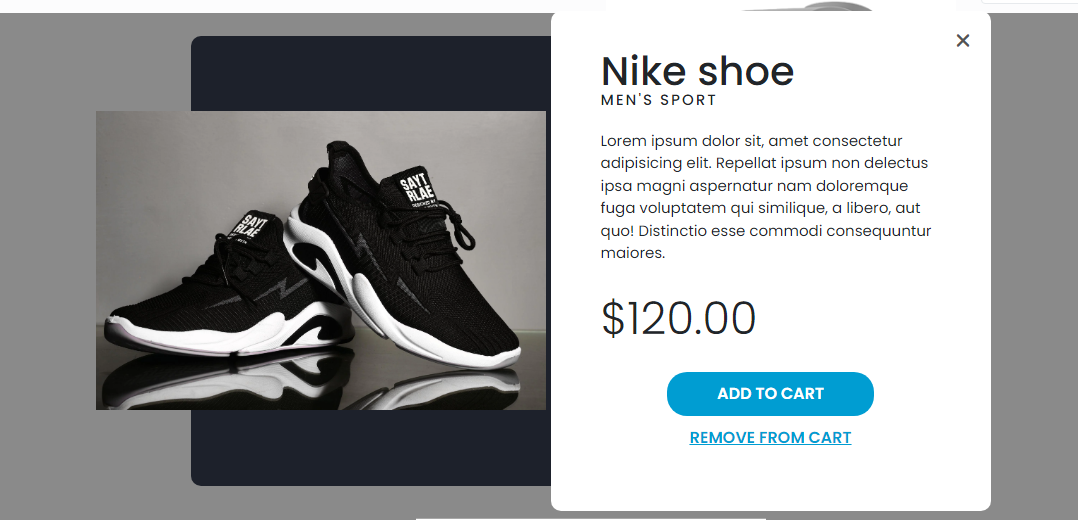 Nike shoe
MEN'S SPORT
Lorem ipsum dolor sit, amet consectetur
adipisicing elit. Repellat ipsum non delectus
ipsa magni aspernatur nam doloremque
fuga voluptatem qui similique, a libero, aut
quo! Distinctio esse commodi consequuntur
maiores.
$120.00
ADD TO CART
REMOVE FROM CART
SAYT
RLAE
SAYT
RLAE